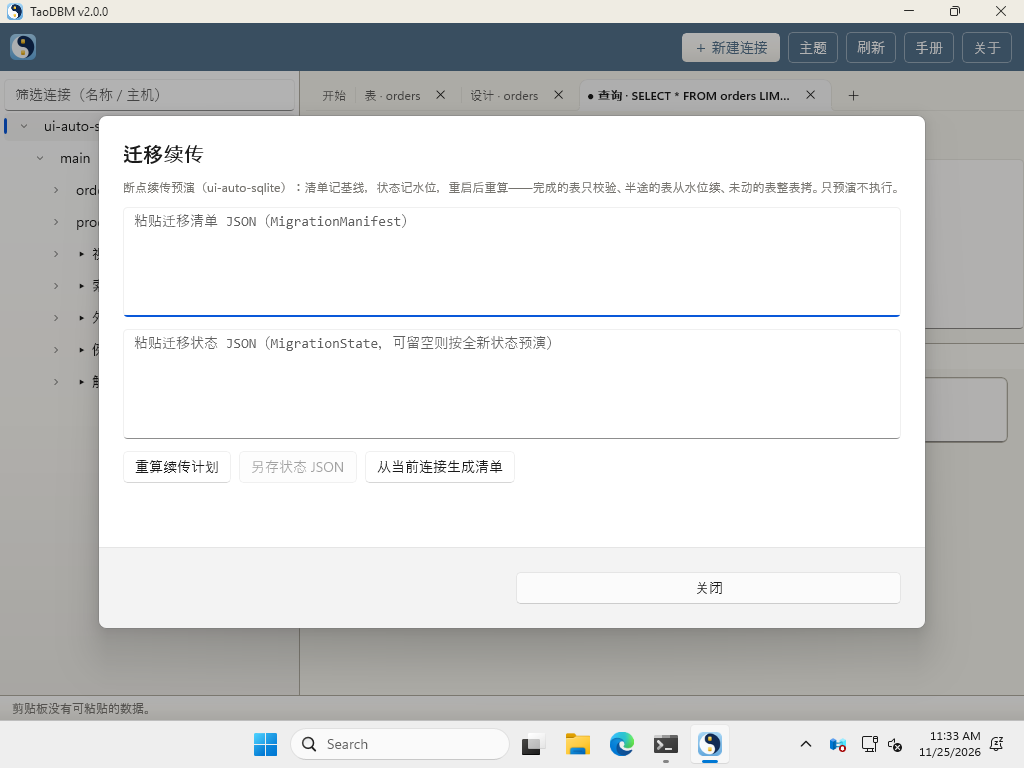 TaoDBM v2.0.0
+ 新建连接
主题
刷新
手册
关于
筛选连接（名称 / 主机）
开始
表 · orders
设计 · orders
● 查询 · SELECT * FROM orders LIM...
ui-auto-s
main
orde
pro
迁移续传
断点续传预演（ui-auto-sqlite）：清单记基线，状态记水位，重启后重算——完成的表只校验、半途的表从水位续、未动的表整表拷。只预演不执行。
粘贴迁移清单 JSON（MigrationManifest）
粘贴迁移状态 JSON（MigrationState，可留空则按全新状态预演）
重算续传计划
另存状态 JSON
从当前连接生成清单
关闭
剪贴板没有可粘贴的数据。
Search
11:33 AM
11/25/2026